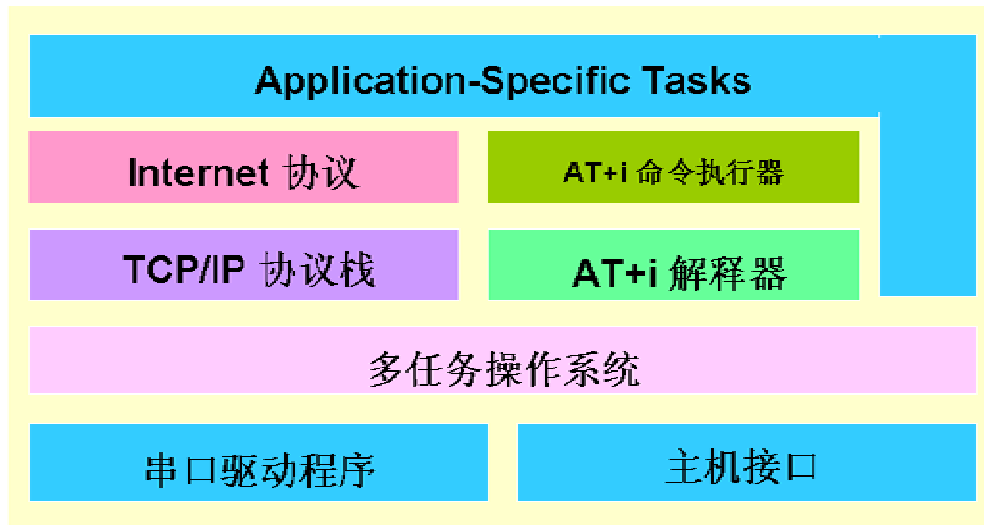 Application-Specific Tasks
Internet 协议
AT+i 命令执行器
TCP/IP 协议栈
AT+i 解释器
多任务操作系统
串口驱动程序
主机接口